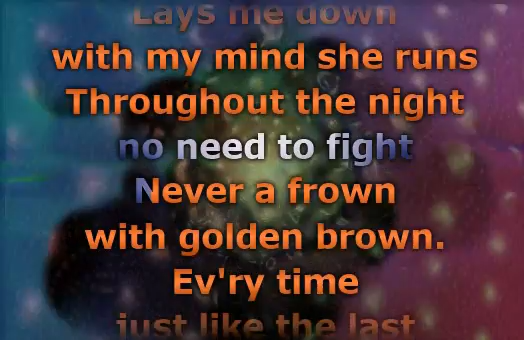 Lays me down
with my mind she runs
Throughout the night
no need to fight
Never a frown
with golden brown.
Ev'ry time
just like the last